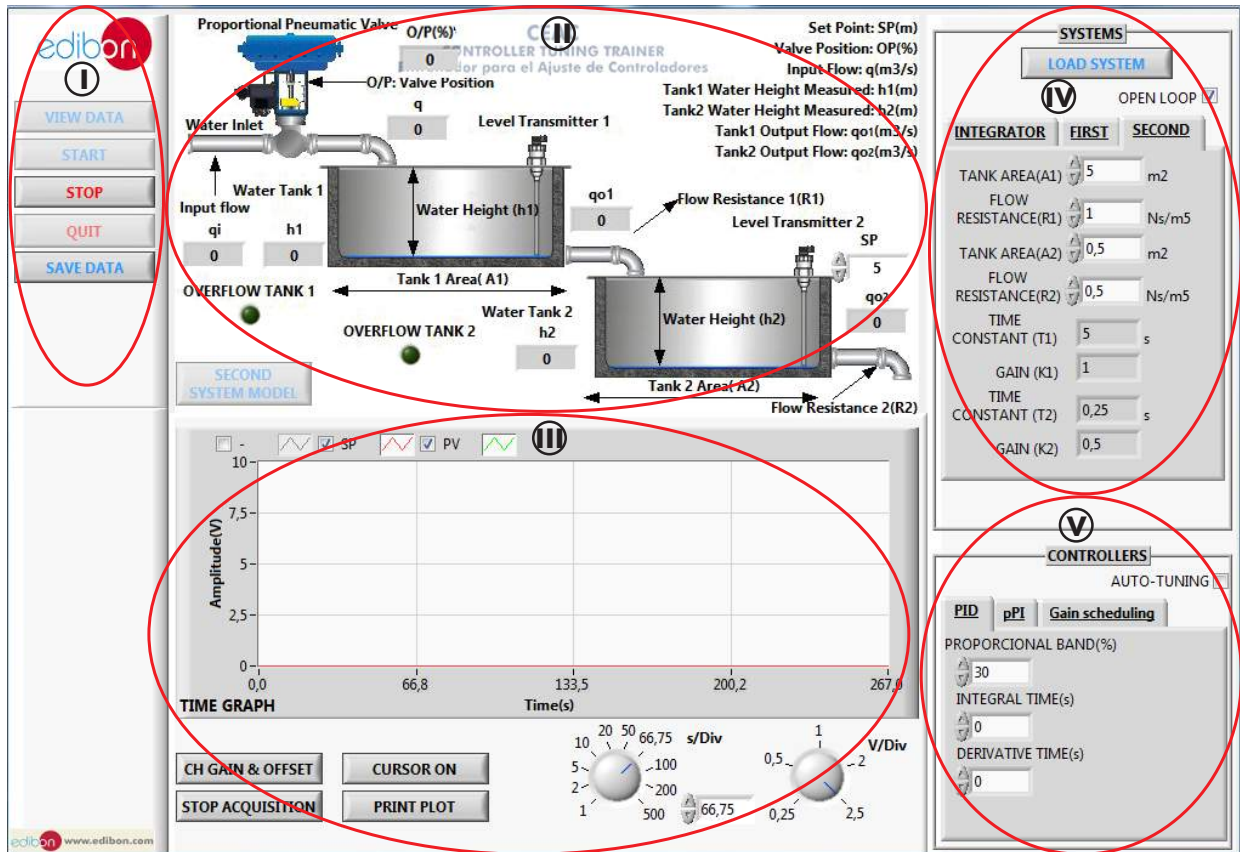 edibon
I
VIEW DATA
START
STOP
QUIT
SAVE DATA
edibon www.edibon.com
II
Proportional Pneumatic Valve
O/P(%)
0
CONTROLLER TUNING TRAINER
para el Ajuste de Controladores
O/P: Valve Position
q
0
Water Inlet
Level Transmitter 1
Set Point: SP(m)
Valve Position: OP(%)
Input Flow: q(m3/s)
Tank1 Water Height Measured: h1(m)
Tank2 Water Height Measured: h2(m)
Tank1 Output Flow: qo1(m3/s)
Tank2 Output Flow: qo2(m3/s)
Water Tank 1
Input flow
qi
0
h1
0
Water Height (h1)
qo1
0
Flow Resistance 1(R1)
Level Transmitter 2
SP
5
Tank 1 Area( A1)
OVERFLOW TANK 1
Water Tank 2
OVERFLOW TANK 2
h2
0
Water Height (h2)
qo2
0
SECOND
SYSTEM MODEL
Tank 2 Area( A2)
Flow Resistance 2(R2)
III
-
SP
PV
10
7,5
5
2,5
0
Amplitude(V)
0,0 66,8 133,5 200,2 267,0
TIME GRAPH
Time(s)
CH GAIN & OFFSET
CURSOR ON
STOP ACQUISITION
PRINT PLOT
s/Div
1 2 5 10 20 50 66,75 100 200 500
66,75
V/Div
0,25 0,5 1 2 2,5
SYSTEMS
LOAD SYSTEM
IV
OPEN LOOP
INTEGRATOR FIRST SECOND
TANK AREA(A1) 5 m2
FLOW
RESISTANCE(R1) 1 Ns/m5
TANK AREA(A2) 0,5 m2
FLOW
RESISTANCE(R2) 0,5 Ns/m5
TIME
CONSTANT (T1) 5 s
GAIN (K1) 1
TIME
CONSTANT (T2) 0,25 s
GAIN (K2) 0,5
V
CONTROLLERS
AUTO-TUNING
PID pPI Gain scheduling
PROPORCIONAL BAND(%)
30
INTEGRAL TIME(s)
0
DERIVATIVE TIME(s)
0